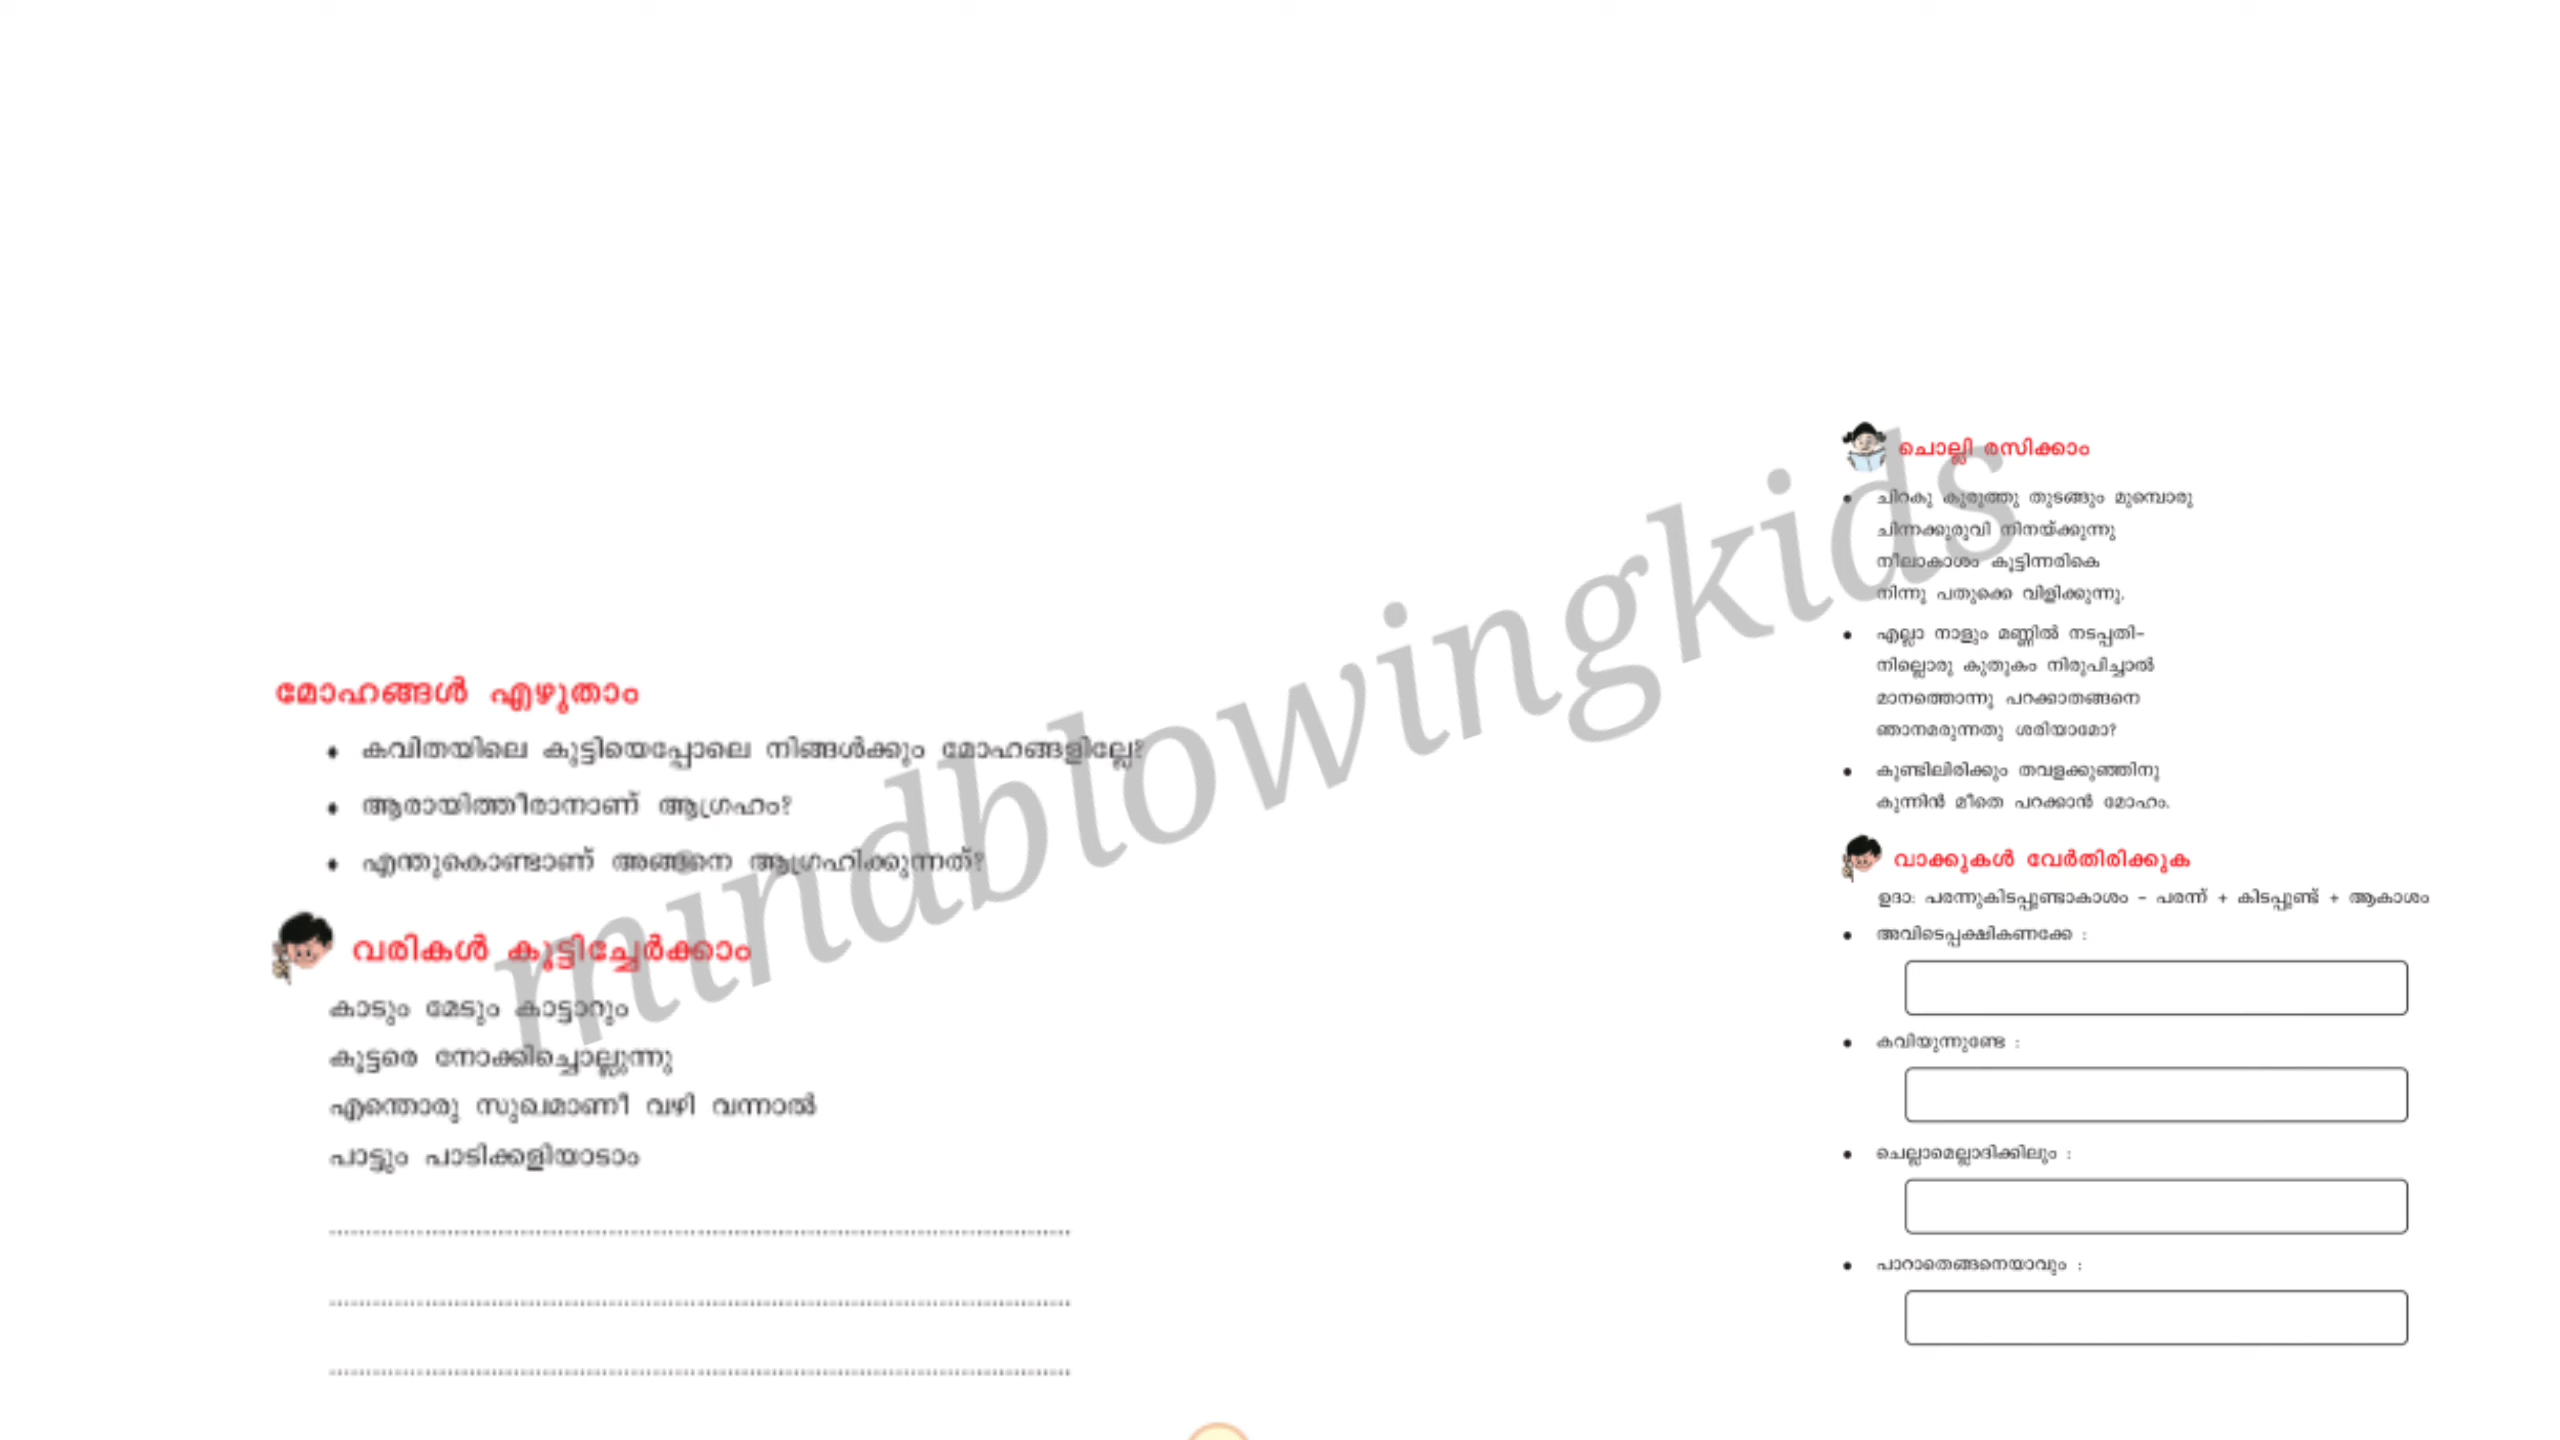 മോഹങ്ങൾ എഴുതാം
• കവിതയിലെ കുട്ടിയെപ്പോലെ നിങ്ങൾക്കും മോഹങ്ങളില്ലേ?
• ആരായിത്തീരാനാണ് ആഗ്രഹം?
• എന്തുകൊണ്ടാണ് അങ്ങനെ ആഗ്രഹിക്കുന്നത്?
വരികൾ കൂട്ടിച്ചേർക്കാം
കാടും മേടും കാട്ടാറും
കൂട്ടരെ നോക്കിച്ചൊല്ലുന്നു
എന്തൊരു സുഖമാണീ വഴി വന്നാൽ
പാട്ടും പാടിക്കളിയാടാം
ചൊല്ലി രസിക്കാം
• ചിറകു കുരുത്തു തുടങ്ങും മുമ്പൊരു
ചിന്നക്കുരുവി നിനയ്ക്കുന്നു
നീലാകാശം കൂട്ടിന്നരികെ
നിന്നു പതുക്കെ വിളിക്കുന്നു.
• എല്ലാ നാളും മണ്ണിൽ നടപ്പതി-
നില്ലൊരു കുതുകം നിരൂപിച്ചാൽ
മാനത്തൊന്നു പറക്കാതങ്ങനെ
ഞാനമരുന്നതു ശരിയാമോ?
• കുണ്ടിലിരിക്കും തവളക്കുഞ്ഞിനു
കുന്നിൻ മീതെ പറക്കാൻ മോഹം.
വാക്കുകൾ വേർതിരിക്കുക
ഉദാ: പരന്നുകിടപ്പുണ്ടാകാശം - പരന്ന് + കിടപ്പുണ്ട് + ആകാശം
• അവിടെപ്പക്ഷികണക്കേ :
• കവിയുന്നുണ്ടേ :
• ചെല്ലാമെല്ലാദിക്കിലും :
• പാറാതെങ്ങനെയാവും :
mindblowingkids